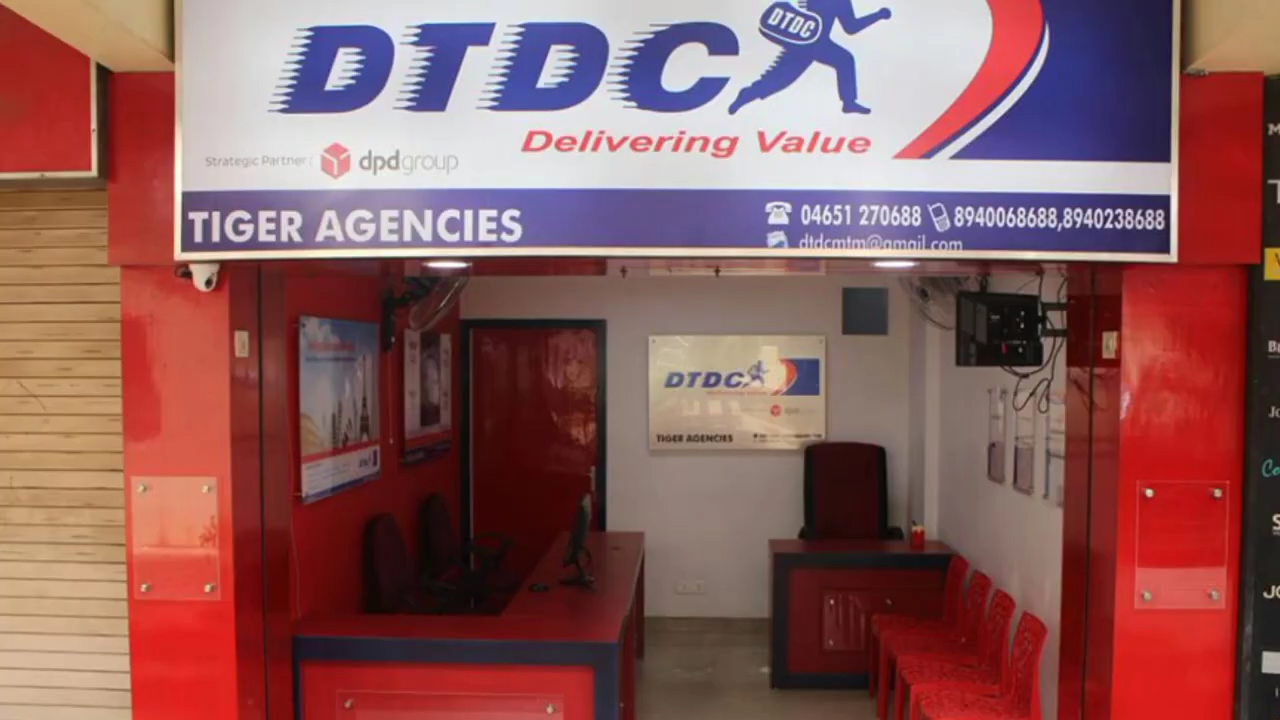 DTDC
DTDC
Delivering Value
Strategic Partner : dpdgroup
TIGER AGENCIES
04651 270688 8940068688,8940238688
dtdcmtm@gmail.com
DTDC
dpd
TIGER AGENCIES